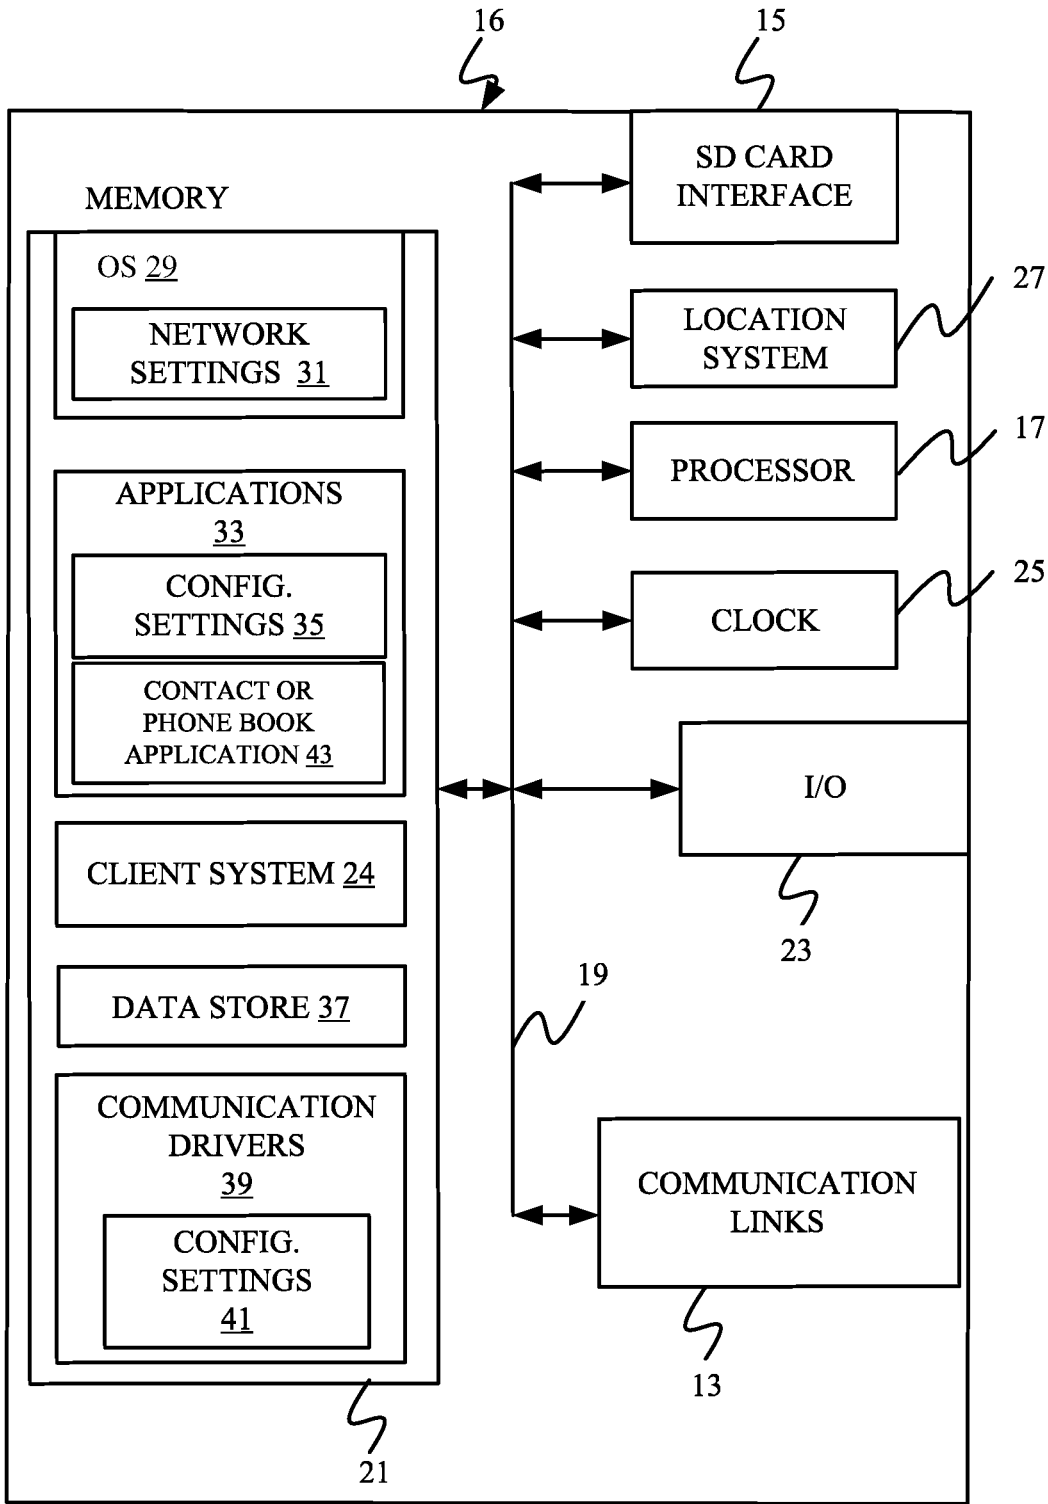 16
15
SD CARD
INTERFACE
MEMORY
OS 29
NETWORK
SETTINGS 31
27
LOCATION
SYSTEM
17
PROCESSOR
APPLICATIONS
33
CONFIG.
SETTINGS 35
CONTACT OR
PHONE BOOK
APPLICATION 43
25
CLOCK
I/O
23
CLIENT SYSTEM 24
19
DATA STORE 37
COMMUNICATION
DRIVERS
39
CONFIG.
SETTINGS
41
COMMUNICATION
LINKS
13
21